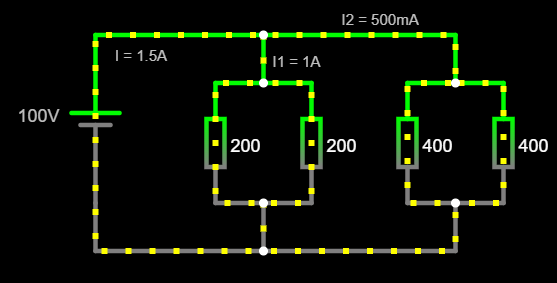 I2 = 500mA
I = 1.5A
I1 = 1A
100V
200
200
400
400